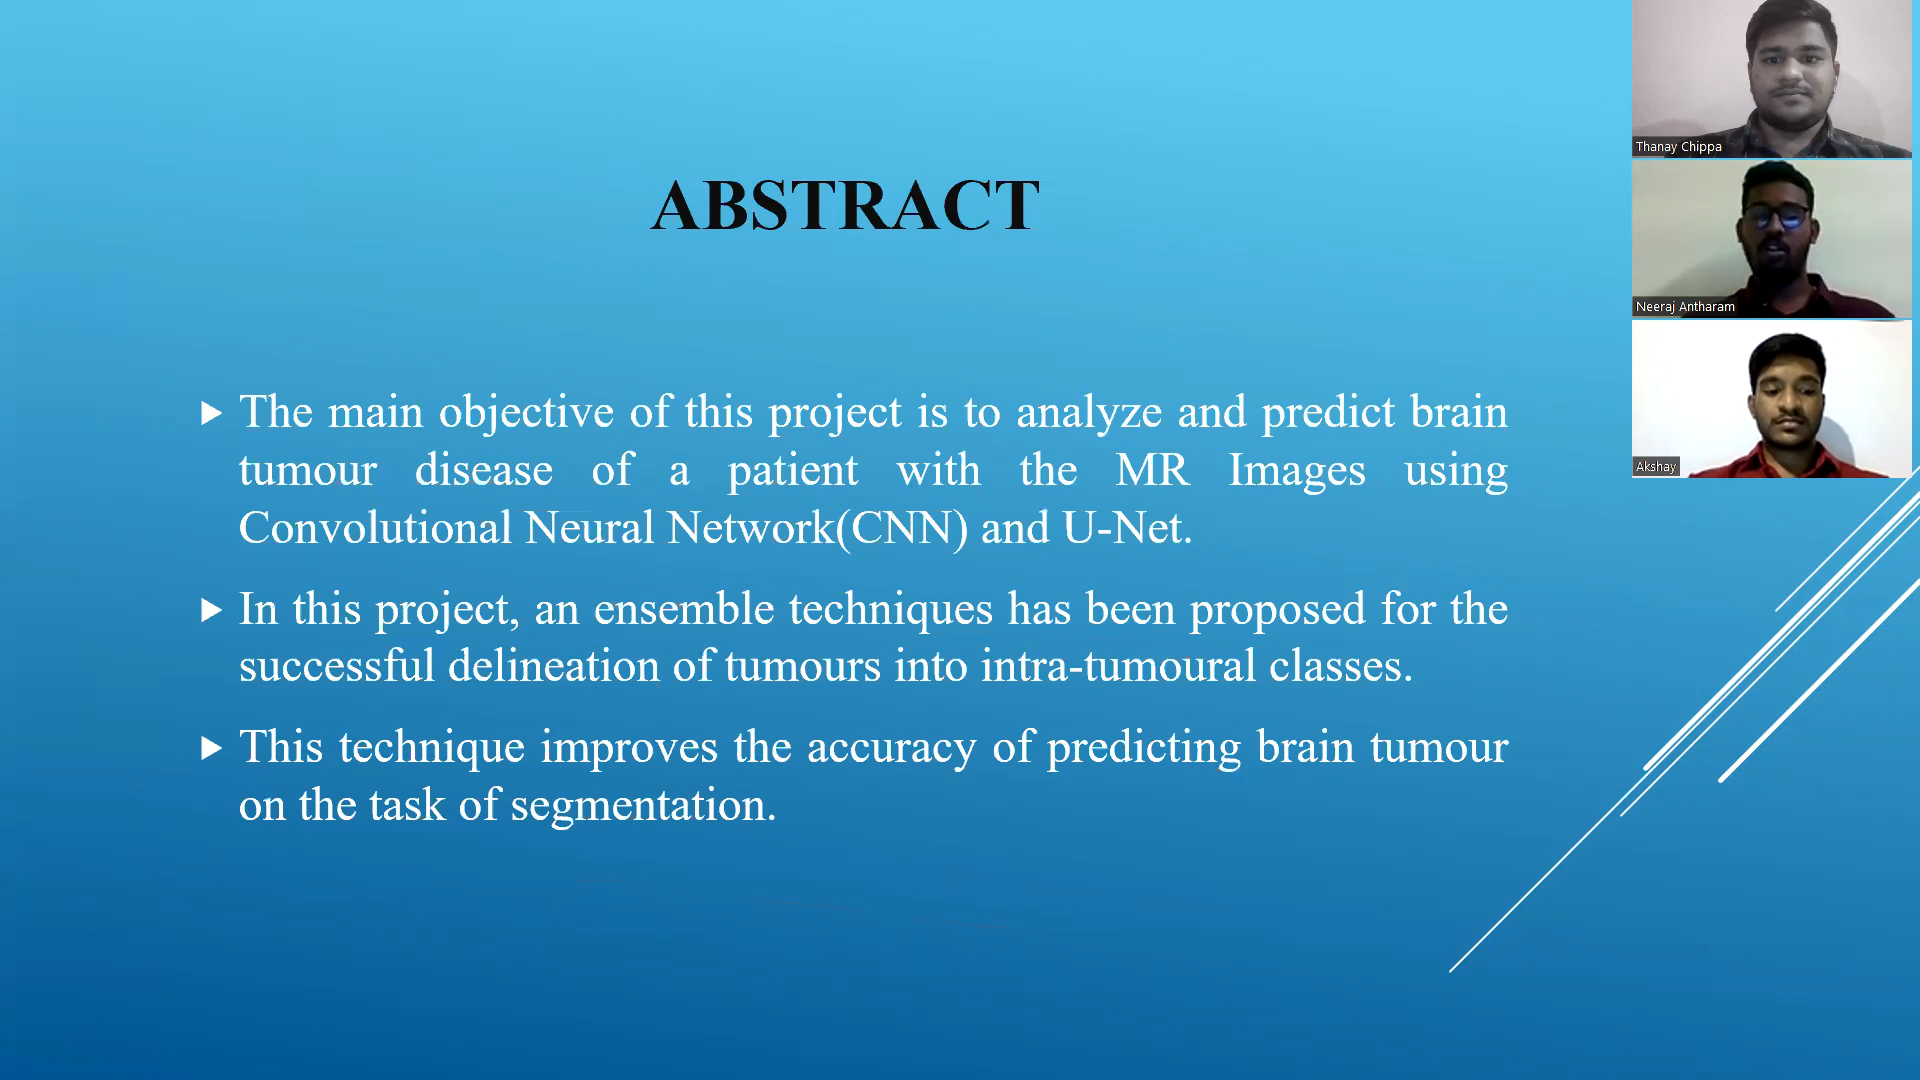 ABSTRACT
The main objective of this project is to analyze and predict brain
tumour disease of a patient with the MR Images using
Convolutional Neural Network(CNN) and U-Net.
In this project, an ensemble techniques has been proposed for the
successful delineation of tumours into intra-tumoural classes.
This technique improves the accuracy of predicting brain tumour
on the task of segmentation.
Thanay Chippa
Neeraj Antharam
Akshay